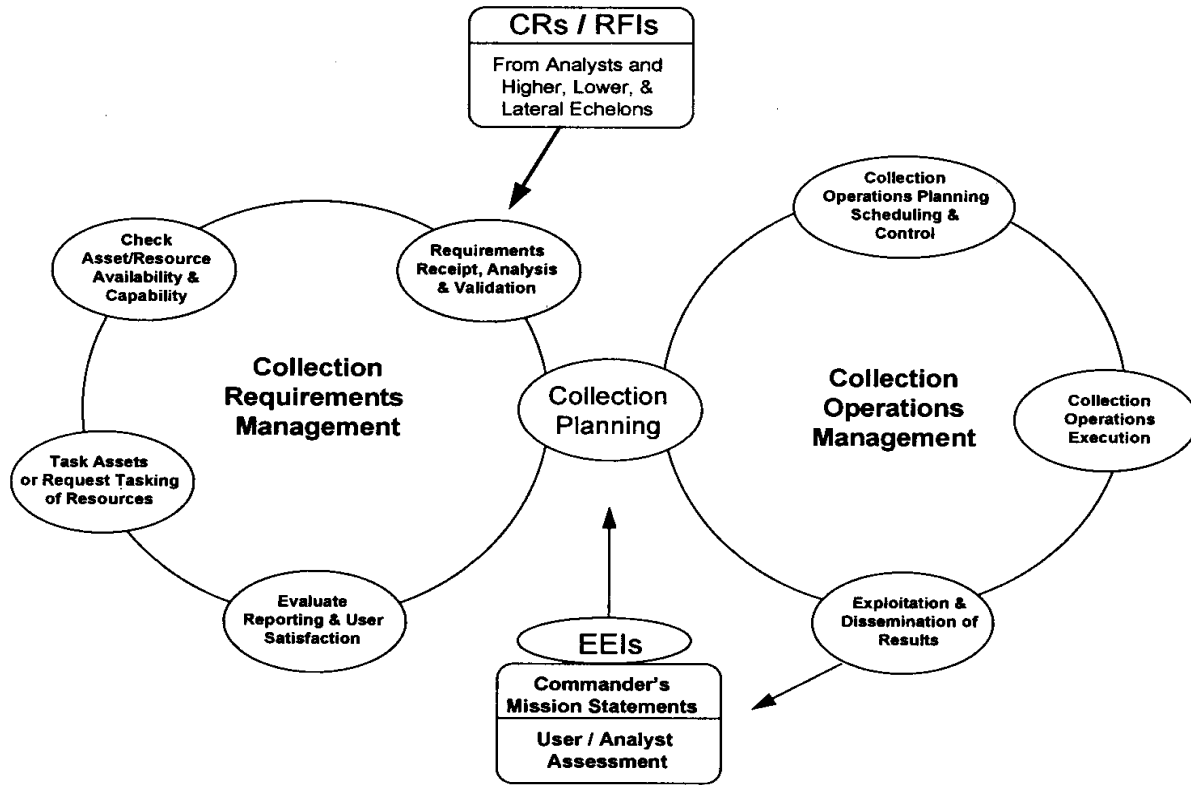 CRs / RFIs
From Analysts and
Higher, Lower, &
Lateral Echelons
Collection
Operations Planning
Scheduling &
Control
Check
Asset/Resource
Availability &
Capability
Requirements
Receipt, Analysis
& Validation
Collection
Requirements
Management
Collection
Planning
Collection
Operations
Management
Collection
Operations
Execution
Task Assets
or Request Tasking
of Resources
Evaluate
Reporting & User
Satisfaction
Exploitation &
Dissemination of
Results
EEIs
Commander's
Mission Statements
User / Analyst
Assessment